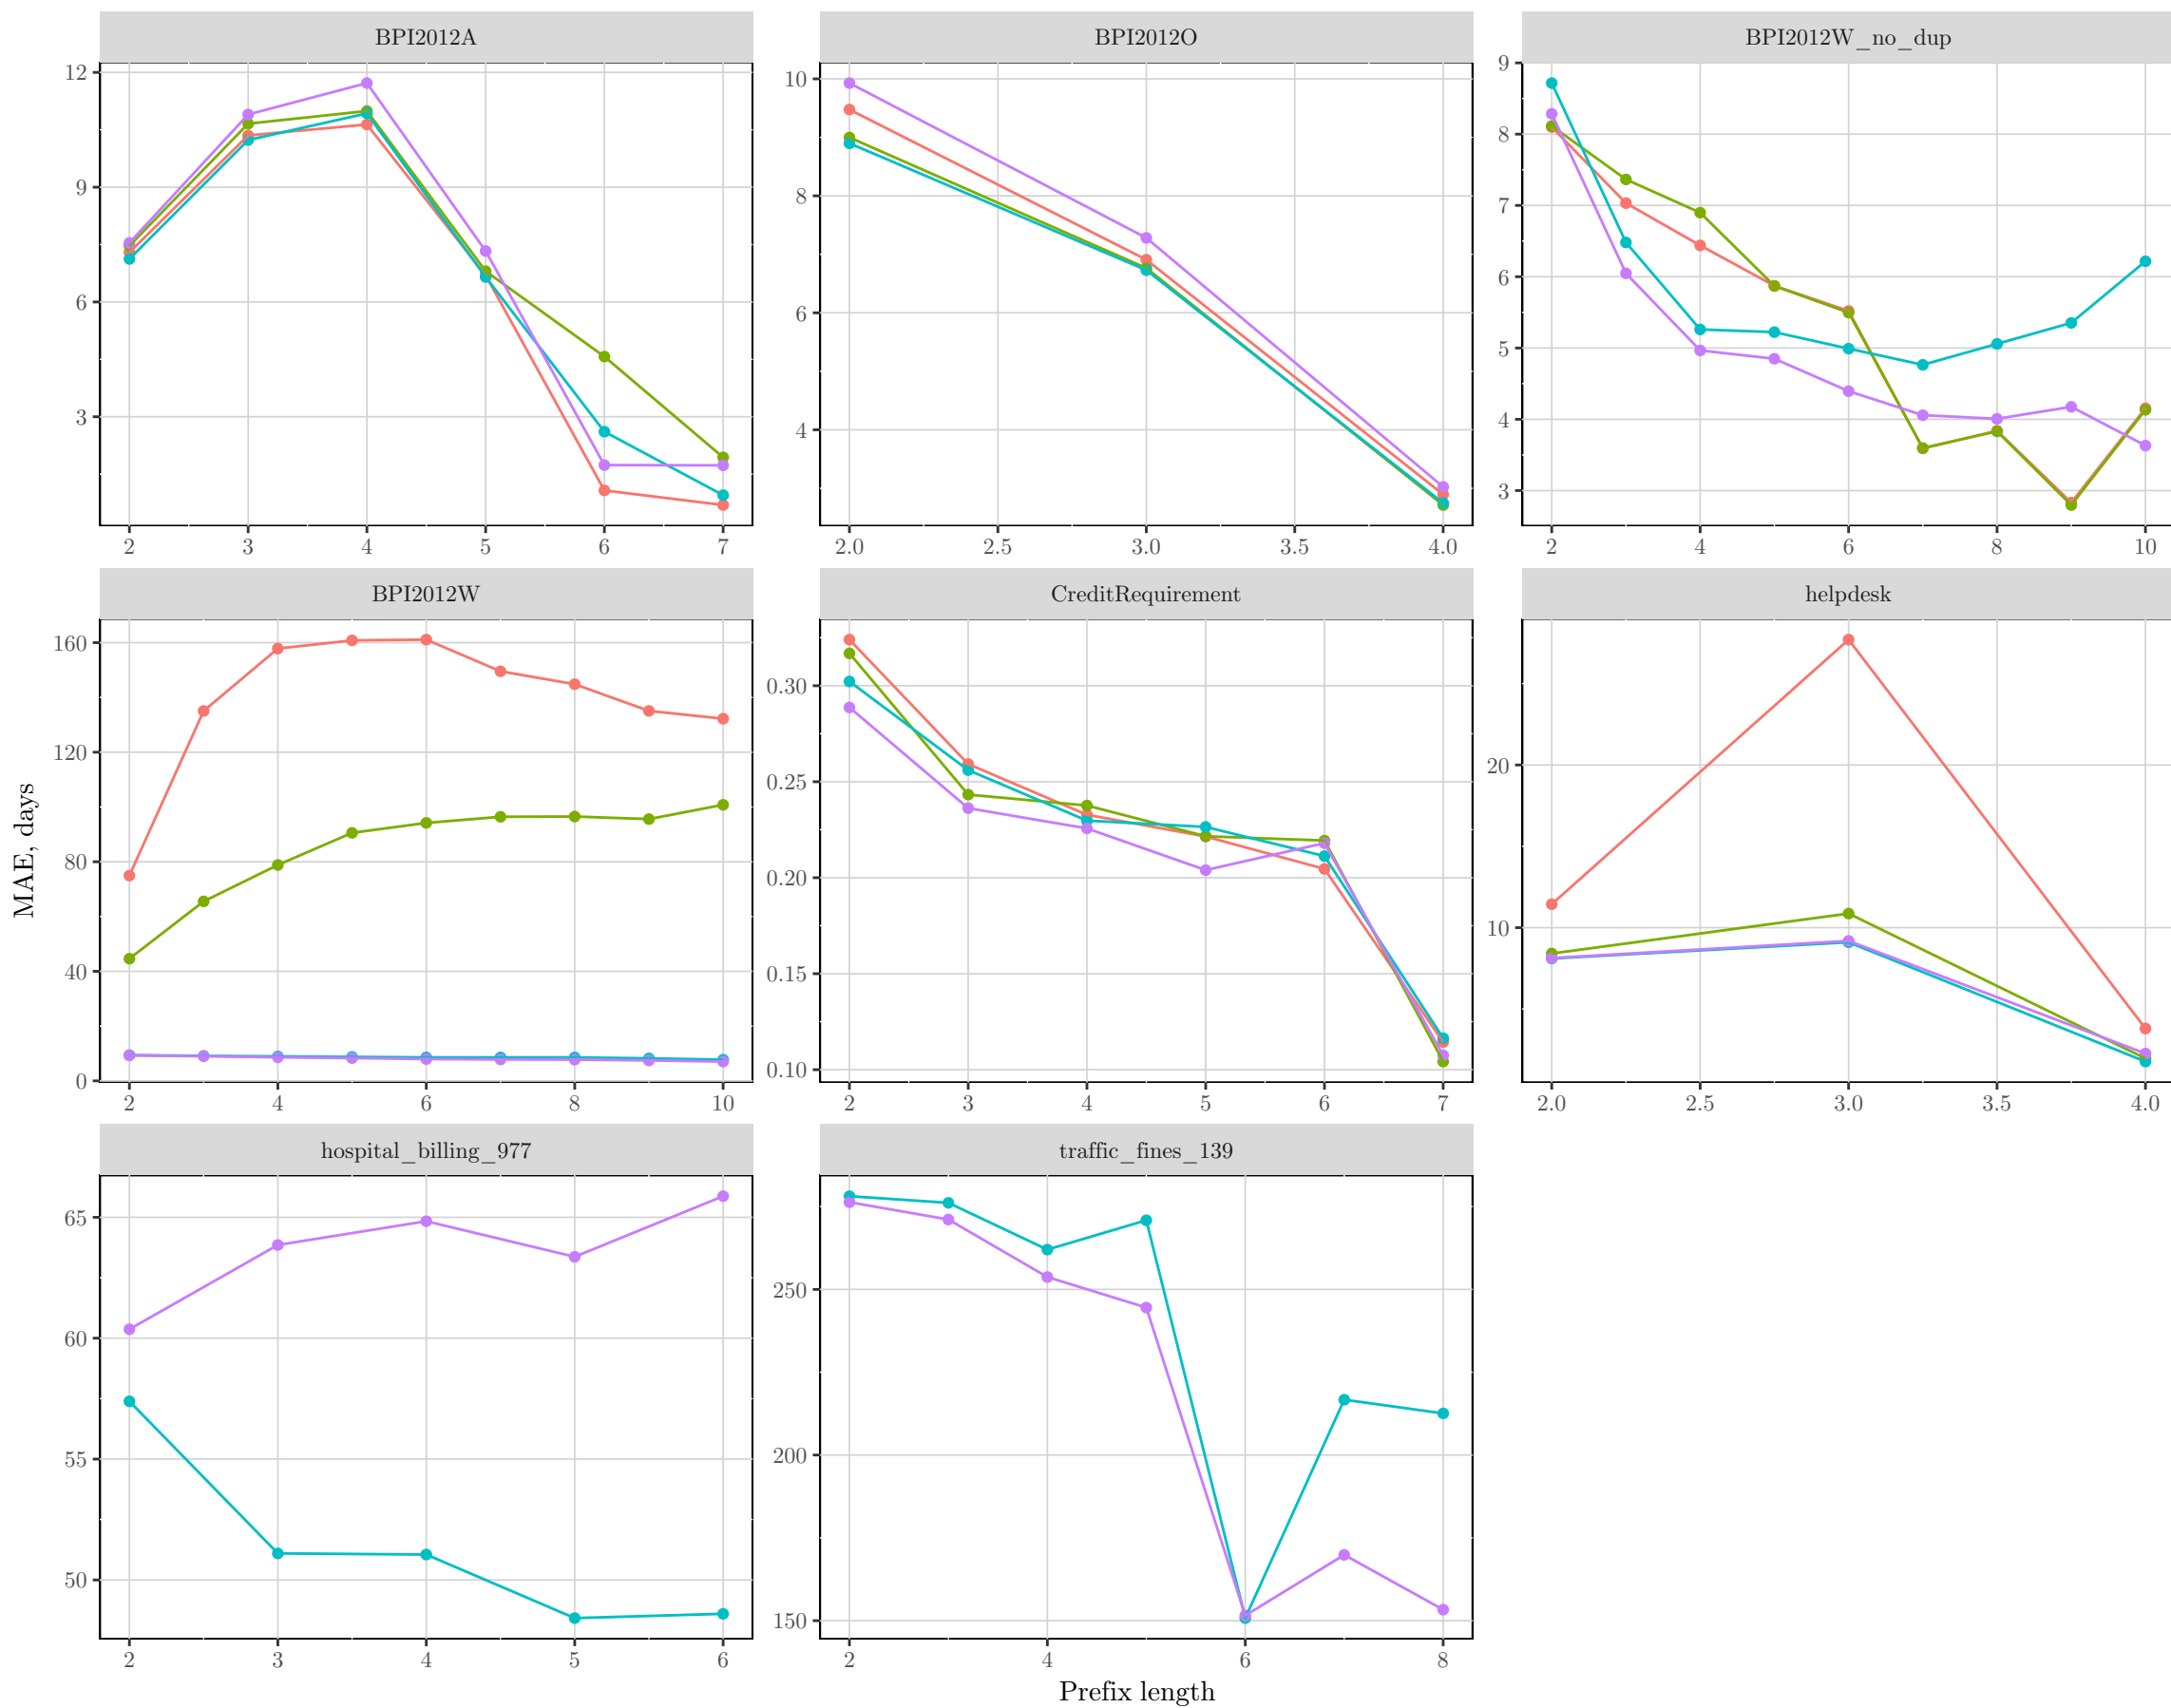 BPI2012A
BPI2012O
BPI2012W_no_dup
12
9
6
3
2 3 4 5 6 7
10
8
6
4
2.0 2.5 3.0 3.5 4.0
9
8
7
6
5
4
3
2 4 6 8 10
BPI2012W
CreditRequirement
helpdesk
MAE, days
160
120
80
40
0
2 4 6 8 10
0.30
0.25
0.20
0.15
0.10
2 3 4 5 6 7
20
10
2.0 2.5 3.0 3.5 4.0
hospital_billing_977
traffic_fines_139
65
60
55
50
2 3 4 5 6
250
200
150
2 4 6 8
Prefix length